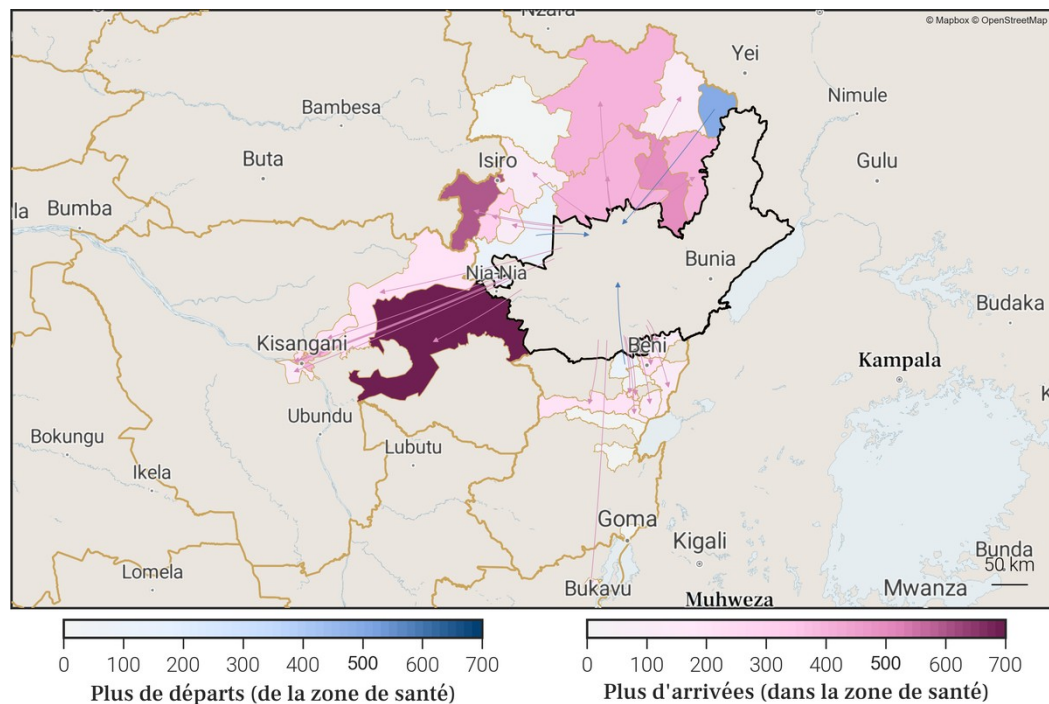 © Mapbox © OpenStreetMap
Nzara
Yei
Nimule
Bambesa
Gulu
Buta
Isiro
Bumba
Bunia
Nia-Nia
Budaka
Kisangani
Beni
Kampala
Ubundu
Bokungu
Lubutu
Ikela
Goma
Kigali
Bunda
50 km
Lomela
Bukavu
Muhweza
Mwanza
0 100 200 300 400 500 600 700
Plus de départs (de la zone de santé)
0 100 200 300 400 500 600 700
Plus d'arrivées (dans la zone de santé)